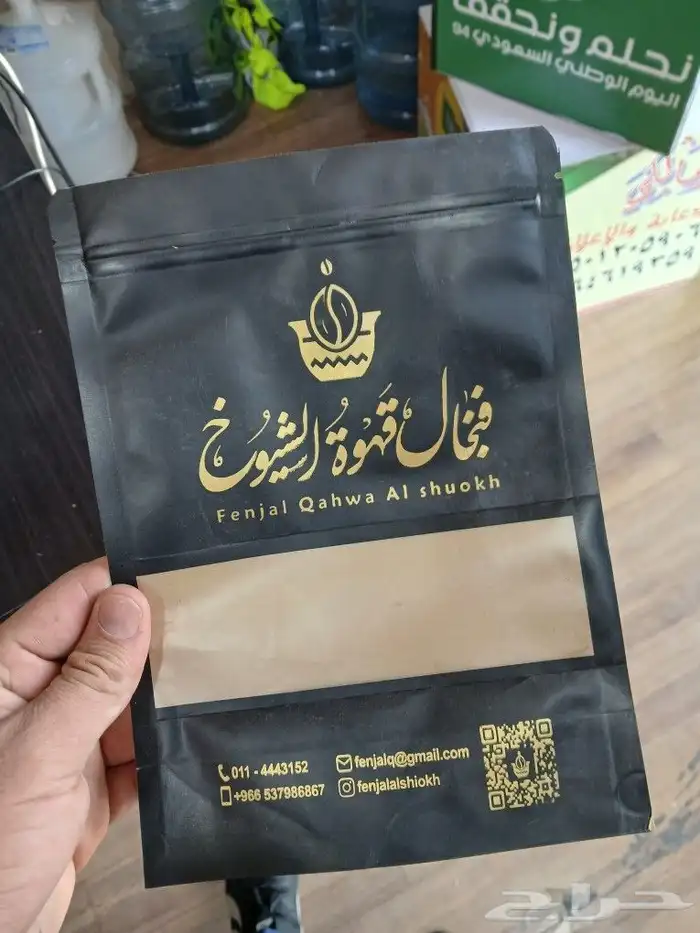 نحلم ونحقق
اليوم الوطني السعودي 94
فنجال قهوة الشيوخ
Fenjal Qahwa Al shuokh
011 - 4443152
fenjalq@gmail.com
+966 537986867
fenjalalshiokh
حراج